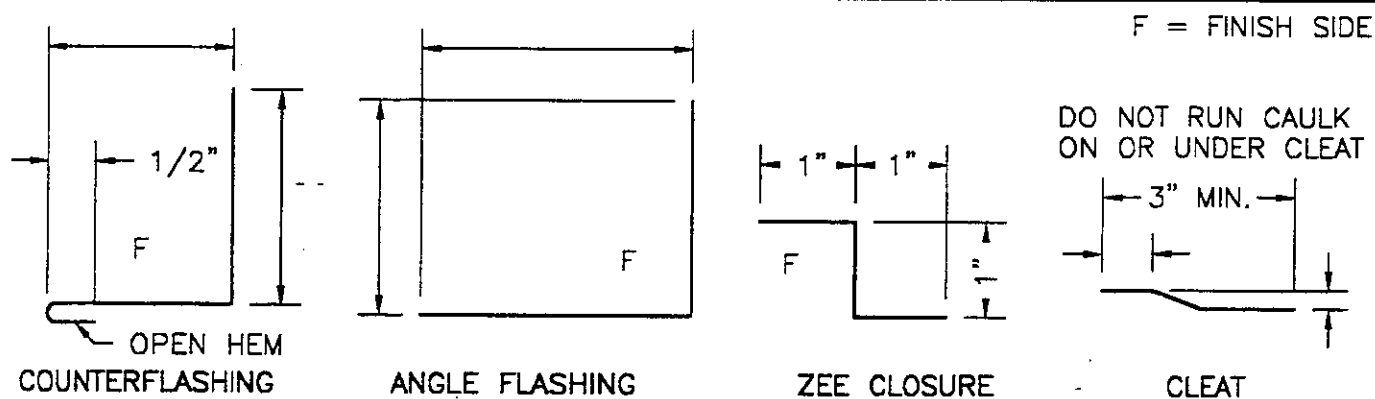 F = FINISH SIDE
DO NOT RUN CAULK
ON OR UNDER CLEAT
1/2"
F
OPEN HEM
COUNTERFLASHING
F
ANGLE FLASHING
1" 1"
F
1"
ZEE CLOSURE
3" MIN.
CLEAT